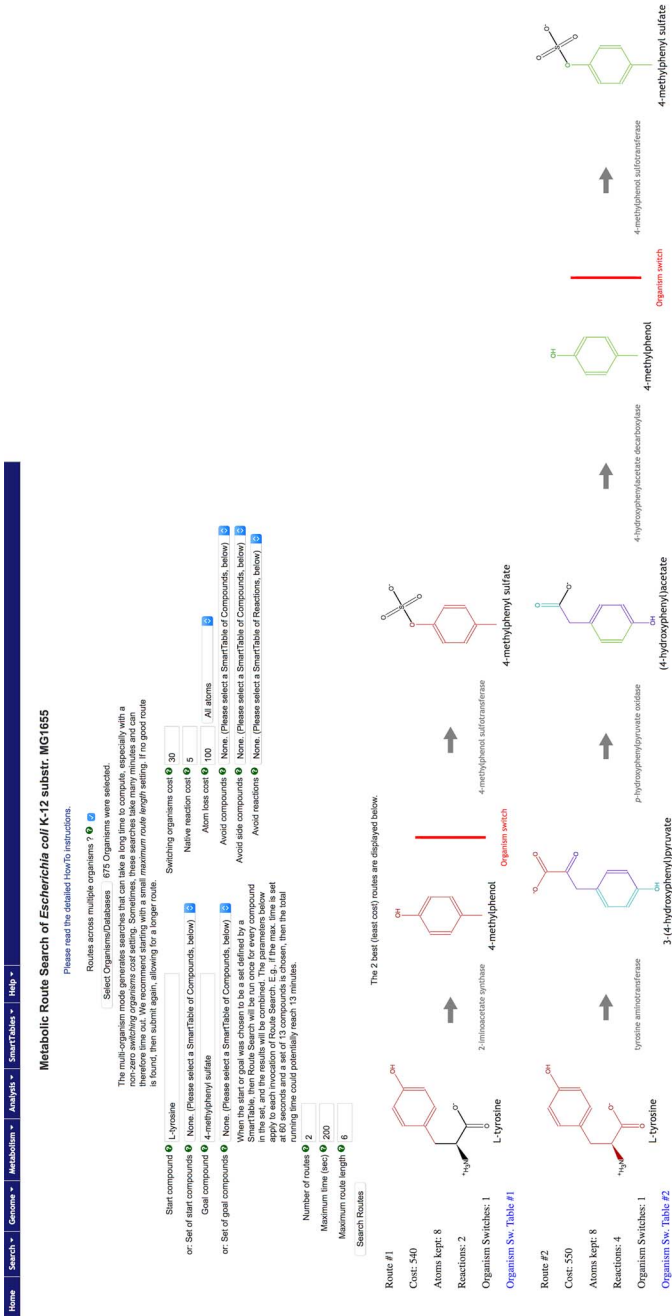 Home Search ▾ Genome ▾ Metabolism ▾ Analysis ▾ SmartTables ▾ Help ▾
Metabolic Route Search of Escherichia coli K-12 substr. MG1655
Please read the detailed HowTo instructions.
Routes across multiple organisms ?
Select Organisms/Databases 675 Organisms were selected.
The multi-organism mode generates searches that can take a long time to compute, especially with a
non-zero switching organisms cost setting. Sometimes, these searches take many minutes and can
therefore time out. We recommend starting with a small maximum route length setting. If no good route
is found, then submit again, allowing for a longer route.
Start compound ? L-tyrosine
or: Set of start compounds ? None. (Please select a SmartTable of Compounds, below)
Goal compound ? 4-methylphenyl sulfate
or: Set of goal compounds ? None. (Please select a SmartTable of Compounds, below)
When the start or goal was chosen to be a set defined by a
SmartTable, then Route Search will be run once for every compound
in the set, and the results will be combined. The parameters below
apply to each invocation of Route Search. E.g., if the max. time is set
at 60 seconds and a set of 13 compounds is chosen, then the total
running time could potentially reach 13 minutes.
Number of routes ? 2
Maximum time (sec) ? 200
Maximum route length ? 6
Search Routes
Switching organisms cost ? 30
Native reaction cost ? 5
Atom loss cost ? 100 All atoms
Avoid compounds ? None. (Please select a SmartTable of Compounds, below)
Avoid side compounds ? None. (Please select a SmartTable of Compounds, below)
Avoid reactions ? None. (Please select a SmartTable of Reactions, below)
The 2 best (least cost) routes are displayed below.
Route #1
Cost: 540
Atoms kept: 8
Reactions: 2
Organism Switches: 1
Organism Sw. Table #1
OH
O
O-
+H3N
L-tyrosine
2-iminoacetate synthase
OH
4-methylphenol
Organism switch
4-methylphenol sulfotransferase
O
S
O
O
O-
4-methylphenyl sulfate
Route #2
Cost: 550
Atoms kept: 8
Reactions: 4
Organism Switches: 1
Organism Sw. Table #2
OH
O
O-
+H3N
L-tyrosine
tyrosine aminotransferase
O
O-
O
OH
3-(4-hydroxyphenyl)pyruvate
p-hydroxyphenylpyruvate oxidase
O
O-
OH
(4-hydroxyphenyl)acetate
4-hydroxyphenylacetate decarboxylase
OH
4-methylphenol
Organism switch
4-methylphenol sulfotransferase
O
S
O
O
O-
4-methylphenyl sulfate